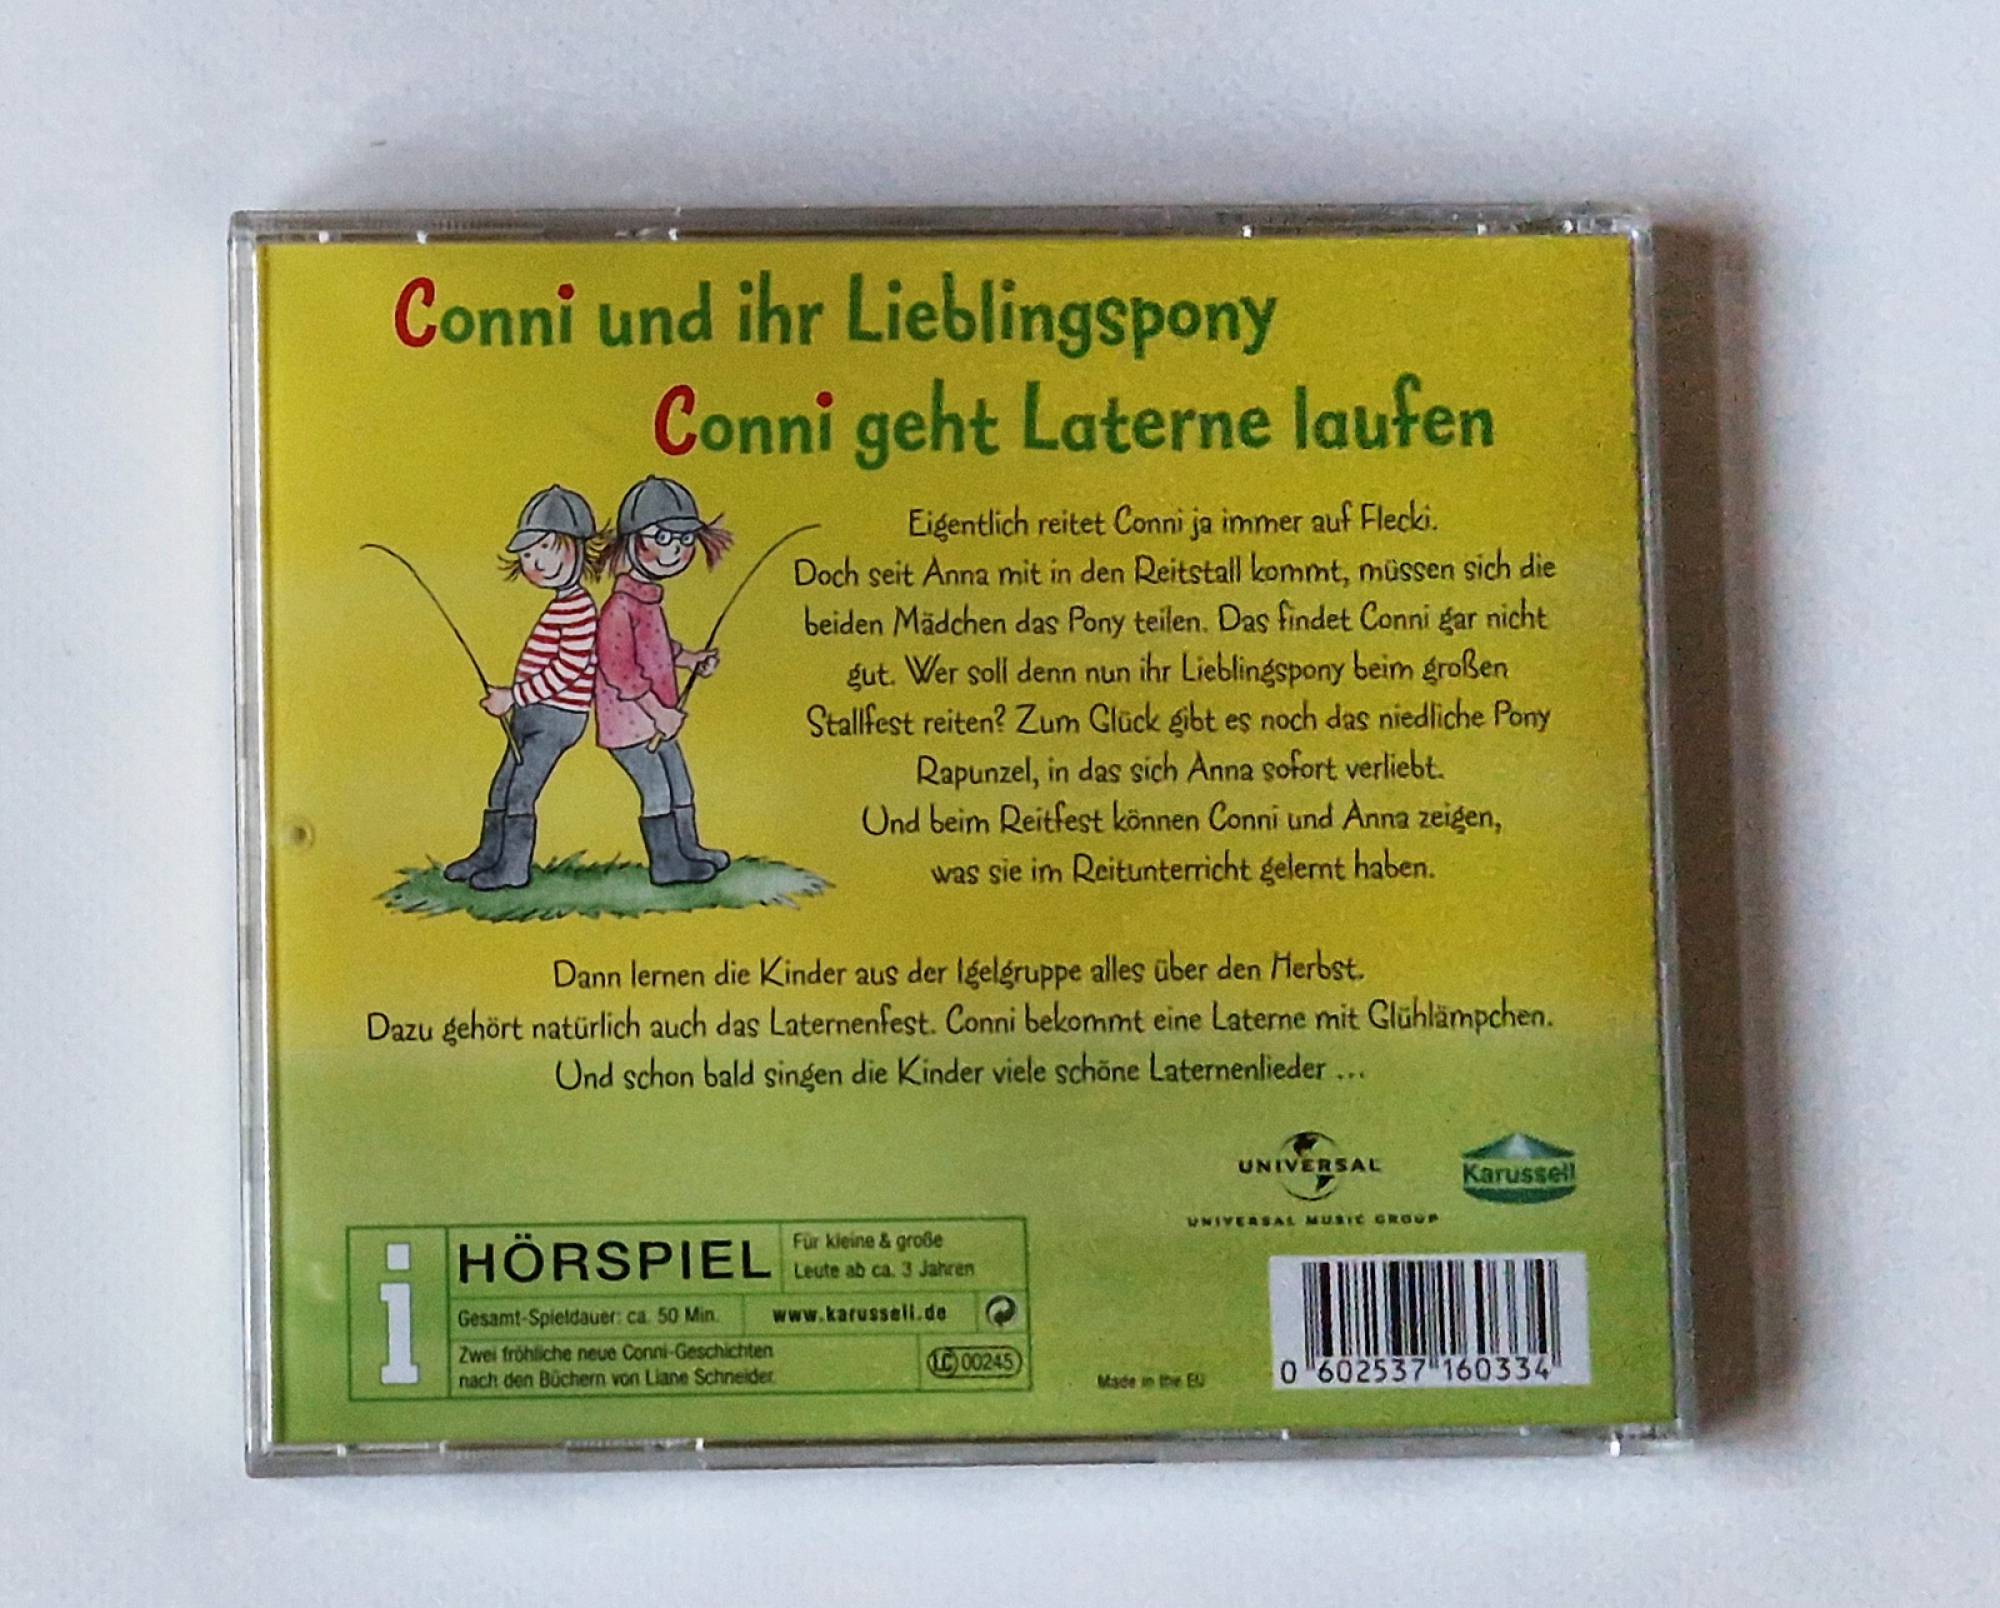 Conni und ihr Lieblingspony
Conni geht Laterne laufen
Eigentlich reitet Conni ja immer auf Flecki.
Doch seit Anna mit in den Reitstall kommt, müssen sich die
beiden Mädchen das Pony teilen. Das findet Conni gar nicht
gut. Wer soll denn nun ihr Lieblingspony beim großen
Stallfest reiten? Zum Glück gibt es noch das niedliche Pony
Rapunzel, in das sich Anna sofort verliebt.
Und beim Reitfest können Conni und Anna zeigen,
was sie im Reitunterricht gelernt haben.
Dann lernen die Kinder aus der Igelgruppe alles über den Herbst.
Dazu gehört natürlich auch das Laternenfest. Conni bekommt eine Laterne mit Glühlämpchen.
Und schon bald singen die Kinder viele schöne Laternenlieder ...
UNIVERSAL
UNIVERSAL MUSIC GROUP
Karussell
i
HÖRSPIEL
Für kleine & große
Leute ab ca. 3 Jahren
Gesamt-Spieldauer: ca. 50 Min.
www.karussell.de
Zwei fröhliche neue Conni-Geschichten
nach den Büchern von Liane Schneider
LC 00245
Made in the EU
0 602537 160334